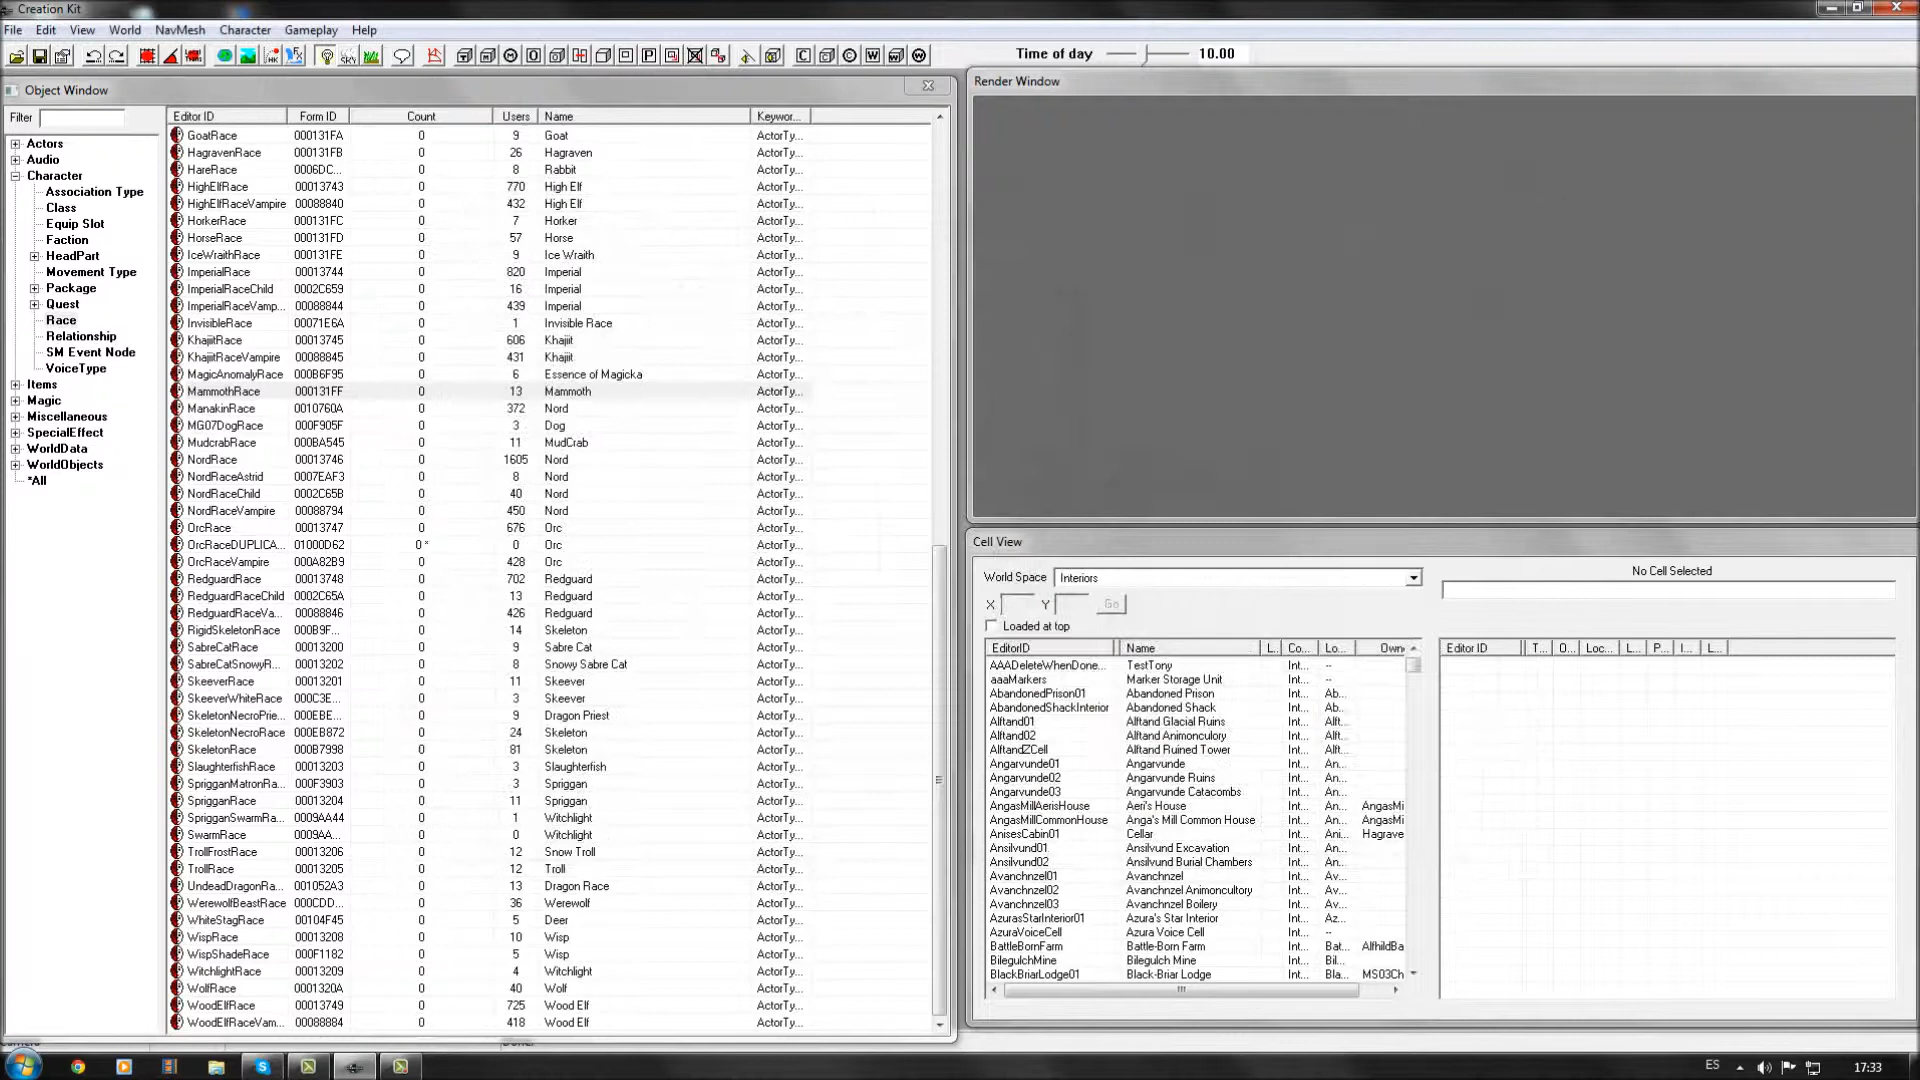 Creation Kit
File Edit View World NavMesh Character Gameplay Help
Time of day 10.00
Object Window
Filter
Actors
Audio
Character
Association Type
Class
Equip Slot
Faction
HeadPart
Movement Type
Package
Quest
Race
Relationship
SM Event Node
VoiceType
Items
Magic
Miscellaneous
SpecialEffect
WorldData
WorldObjects
*All
Editor ID Form ID Count Users Name Keywor...
GoatRace 000131FA 0 9 Goat ActorTy...
HagravenRace 000131FB 0 26 Hagraven ActorTy...
HareRace 0006DC... 0 8 Rabbit ActorTy...
HighElfRace 00013743 0 770 High Elf ActorTy...
HighElfRaceVampire 00088840 0 432 High Elf ActorTy...
HorkerRace 000131FC 0 7 Horker ActorTy...
HorseRace 000131FD 0 57 Horse ActorTy...
IceWraithRace 000131FE 0 9 Ice Wraith ActorTy...
ImperialRace 00013744 0 820 Imperial ActorTy...
ImperialRaceChild 0002C659 0 16 Imperial ActorTy...
ImperialRaceVamp... 00088844 0 439 Imperial ActorTy...
InvisibleRace 00071E6A 0 1 Invisible Race ActorTy...
KhajiitRace 00013745 0 606 Khajiit ActorTy...
KhajiitRaceVampire 00088845 0 431 Khajiit ActorTy...
MagicAnomalyRace 000B6F95 0 6 Essence of Magicka ActorTy...
MammothRace 000131FF 0 13 Mammoth ActorTy...
ManakinRace 0010760A 0 372 Nord ActorTy...
MG07DogRace 000F905F 0 3 Dog ActorTy...
MudcrabRace 000BA545 0 11 MudCrab ActorTy...
NordRace 00013746 0 1605 Nord ActorTy...
NordRaceAstrid 0007EAF3 0 8 Nord ActorTy...
NordRaceChild 0002C65B 0 40 Nord ActorTy...
NordRaceVampire 00088794 0 450 Nord ActorTy...
OrcRace 00013747 0 676 Orc ActorTy...
OrcRaceDUPLICA... 01000D62 0 * 0 Orc ActorTy...
OrcRaceVampire 000A82B9 0 428 Orc ActorTy...
RedguardRace 00013748 0 702 Redguard ActorTy...
RedguardRaceChild 0002C65A 0 13 Redguard ActorTy...
RedguardRaceVa... 00088846 0 426 Redguard ActorTy...
RigidSkeletonRace 000B9F... 0 14 Skeleton ActorTy...
SabreCatRace 00013200 0 9 Sabre Cat ActorTy...
SabreCatSnowyR... 00013202 0 8 Snowy Sabre Cat ActorTy...
SkeeverRace 00013201 0 11 Skeever ActorTy...
SkeeverWhiteRace 000C3E... 0 3 Skeever ActorTy...
SkeletonNecroPrie... 000EBE... 0 9 Dragon Priest ActorTy...
SkeletonNecroRace 000EB872 0 24 Skeleton ActorTy...
SkeletonRace 000B7998 0 81 Skeleton ActorTy...
SlaughterfishRace 00013203 0 3 Slaughterfish ActorTy...
SprigganMatronRa... 000F3903 0 3 Spriggan ActorTy...
SprigganRace 00013204 0 11 Spriggan ActorTy...
SprigganSwarmRa... 0009AA44 0 1 Witchlight ActorTy...
SwarmRace 0009AA... 0 0 Witchlight ActorTy...
TrollFrostRace 00013206 0 12 Snow Troll ActorTy...
TrollRace 00013205 0 12 Troll ActorTy...
UndeadDragonRa... 001052A3 0 13 Dragon Race ActorTy...
WerewolfBeastRace 000CDD... 0 36 Werewolf ActorTy...
WhiteStagRace 00104F45 0 5 Deer ActorTy...
WispRace 00013208 0 10 Wisp ActorTy...
WispShadeRace 000F1182 0 5 Wisp ActorTy...
WitchlightRace 00013209 0 4 Witchlight ActorTy...
WolfRace 0001320A 0 40 Wolf ActorTy...
WoodElfRace 00013749 0 725 Wood Elf ActorTy...
WoodElfRaceVam... 00088884 0 418 Wood Elf ActorTy...
Render Window
Cell View
World Space Interiors
X Y Go
Loaded at top
No Cell Selected
EditorID Name L. Co... Lo... Owne
AAADeleteWhenDone... TestTony Int... --
aaaMarkers Marker Storage Unit Int... --
AbandonedPrison01 Abandoned Prison Int... Ab...
AbandonedShackInterior Abandoned Shack Int... Ab...
Alftand01 Alftand Glacial Ruins Int... Alft...
Alftand02 Alftand Animonculory Int... Alft...
AlftandZCell Alftand Ruined Tower Int... Alft...
Angarvunde01 Angarvunde Int... An...
Angarvunde02 Angarvunde Ruins Int... An...
Angarvunde03 Angarvunde Catacombs Int... An...
AngasMillAerisHouse Aeri's House Int... An... AngasMi
AngasMillCommonHouse Anga's Mill Common House Int... An... AngasMi
AnisesCabin01 Cellar Int... Ani... Hagrave
Ansilvund01 Ansilvund Excavation Int... An...
Ansilvund02 Ansilvund Burial Chambers Int... An...
Avanchnzel01 Avanchnzel Int... Av...
Avanchnzel02 Avanchnzel Animoncultory Int... Av...
Avanchnzel03 Avanchnzel Boilery Int... Av...
AzurasStarInterior01 Azura's Star Interior Int... Az...
AzuraVoiceCell Azura Voice Cell Int... --
BattleBornFarm Battle-Born Farm Int... Bat... AlfhildBa
BilegulchMine Bilegulch Mine Int... Bil...
BlackBriarLodge01 Black-Briar Lodge Int... Bla... MS03Ch
Editor ID T... O... Loc... L... P... I... L...
ES 17:33